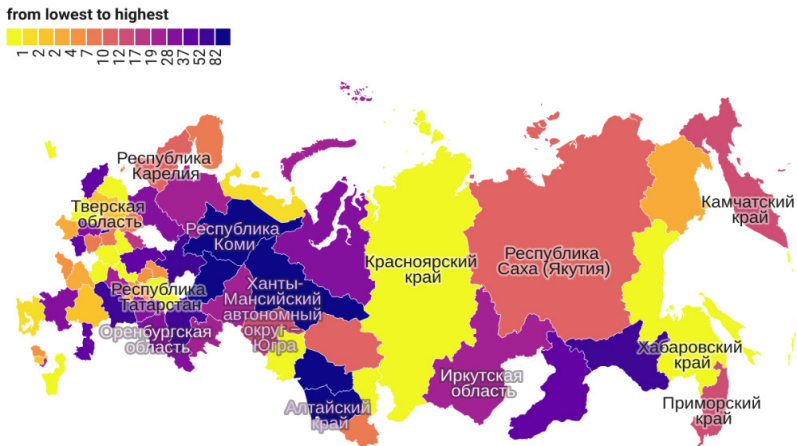 from lowest to highest
1 2 2 4 7 10 12 17 19 28 37 52 82
Республика
Карелия
Тверская
область
Республика
Коми
Ханты-
Мансийский
автономный
округ –
Югра
Республика
Татарстан
Оренбургская
область
Алтайский
край
Красноярский
край
Республика
Саха (Якутия)
Иркутская
область
Камчатский
край
Хабаровский
край
Приморский
край